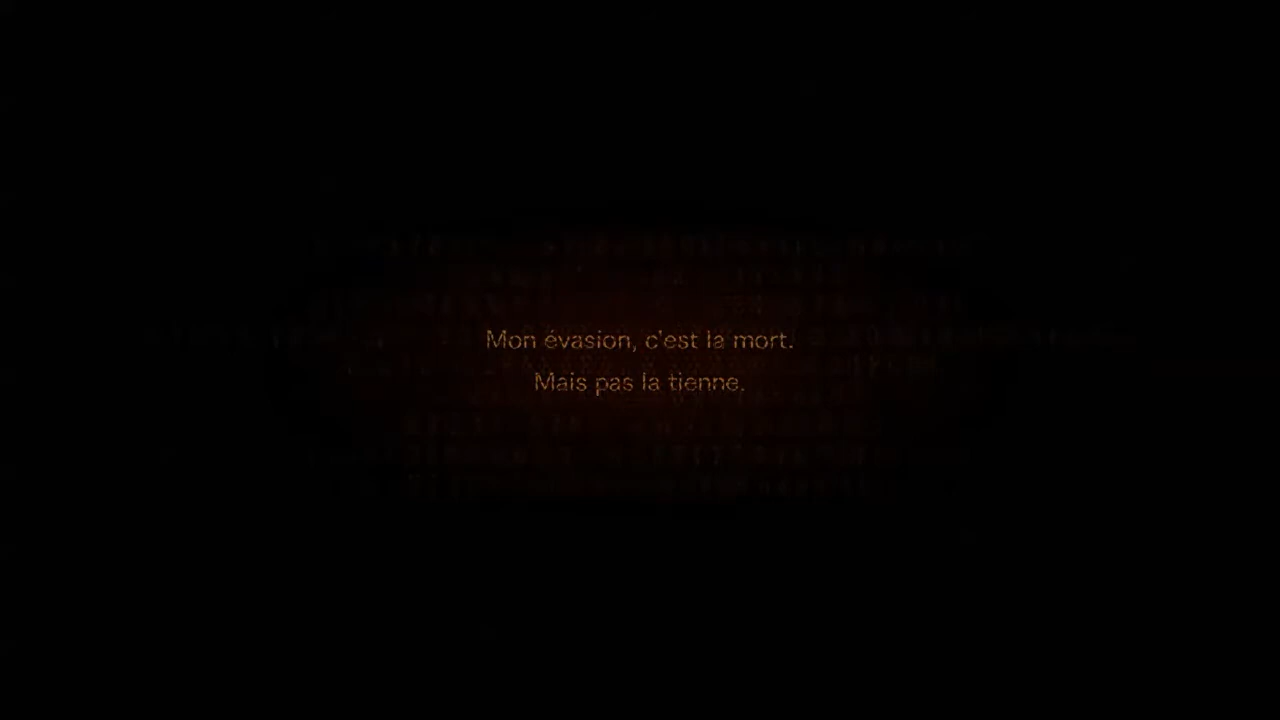 Mon évasion, c'est la mort.
Mais pas la tienne.